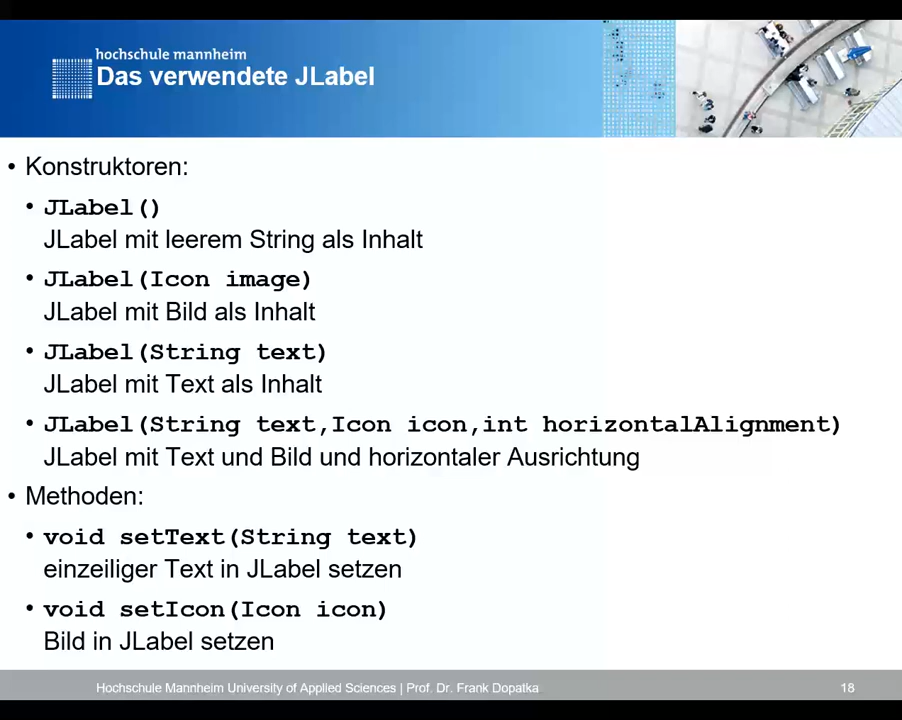 hochschule mannheim
Das verwendete JLabel
• Konstruktoren:
• JLabel()
JLabel mit leerem String als Inhalt
• JLabel(Icon image)
JLabel mit Bild als Inhalt
• JLabel(String text)
JLabel mit Text als Inhalt
• JLabel(String text,Icon icon,int horizontalAlignment)
JLabel mit Text und Bild und horizontaler Ausrichtung
• Methoden:
• void setText(String text)
einzeiliger Text in JLabel setzen
• void setIcon(Icon icon)
Bild in JLabel setzen
Hochschule Mannheim University of Applied Sciences | Prof. Dr. Frank Dopatka 18